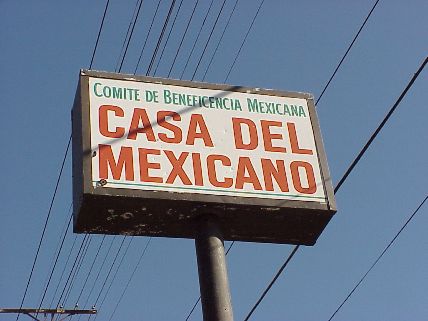 COMITE DE BENEFICENCIA MEXICANA
CASA DEL
MEXICANO